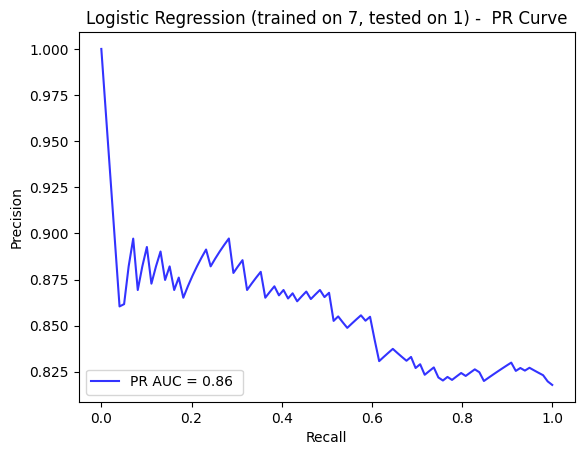 Logistic Regression (trained on 7, tested on 1) -  PR Curve
1.000
0.975
0.950
0.925
0.900
0.875
0.850
0.825
Precision
PR AUC = 0.86
0.0 0.2 0.4 0.6 0.8 1.0
Recall